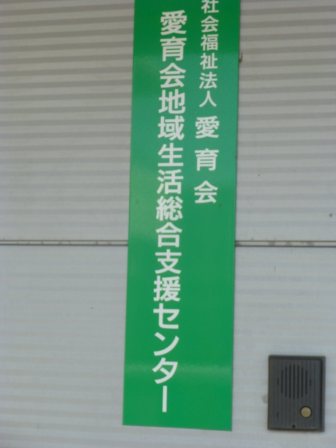 社会福祉法人 愛育会
愛育会地域生活総合支援センター